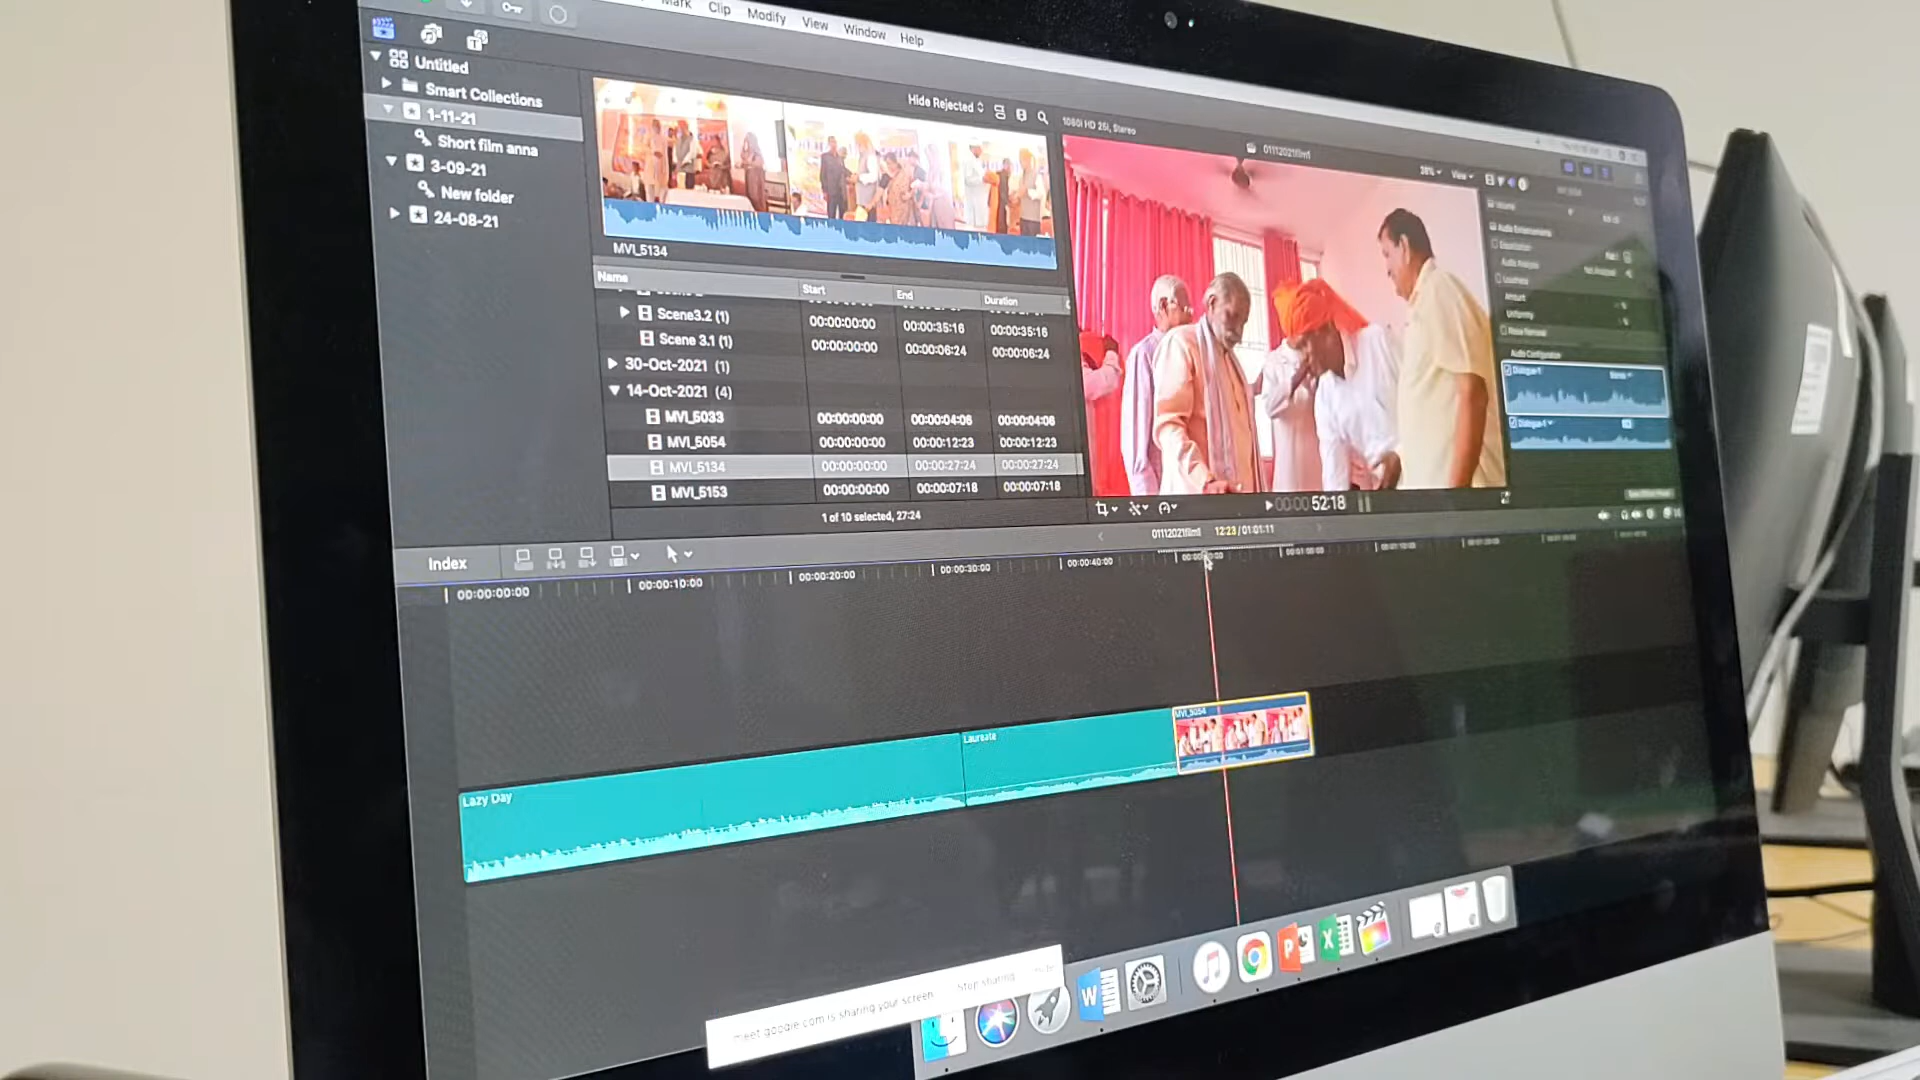 Mark Clip Modify View Window Help
Untitled
Smart Collections
1-11-21
Short film anna
3-09-21
New folder
24-08-21
Hide Rejected
MVI_5134
Name Start End Duration
Scene3.2 (1) 00:00:00:00 00:00:35:16 00:00:35:16
Scene 3.1 (1) 00:00:00:00 00:00:06:24 00:00:06:24
30-Oct-2021 (1)
14-Oct-2021 (4)
MVI_5033 00:00:00:00 00:00:04:06 00:00:04:06
MVI_5054 00:00:00:00 00:00:12:23 00:00:12:23
MVI_5134 00:00:00:00 00:00:27:24 00:00:27:24
MVI_5153 00:00:00:00 00:00:07:18 00:00:07:18
1 of 10 selected, 27:24
1080i HD 25i, Stereo
01112021film1
View
Audio Enhancements
Audio Analysis
Loudness
Amount
Uniformity
Noise Removal
Audio Configuration
Dialogue-1 Stereo
Dialogue-1
00:00:52:18
Index
01112021film1 12:23 / 01:01:11
00:00:00:00 00:00:10:00 00:00:20:00 00:00:30:00 00:00:40:00
MVI_5054
Laureate
Lazy Day
meet.google.com is sharing your screen Stop sharing Hide